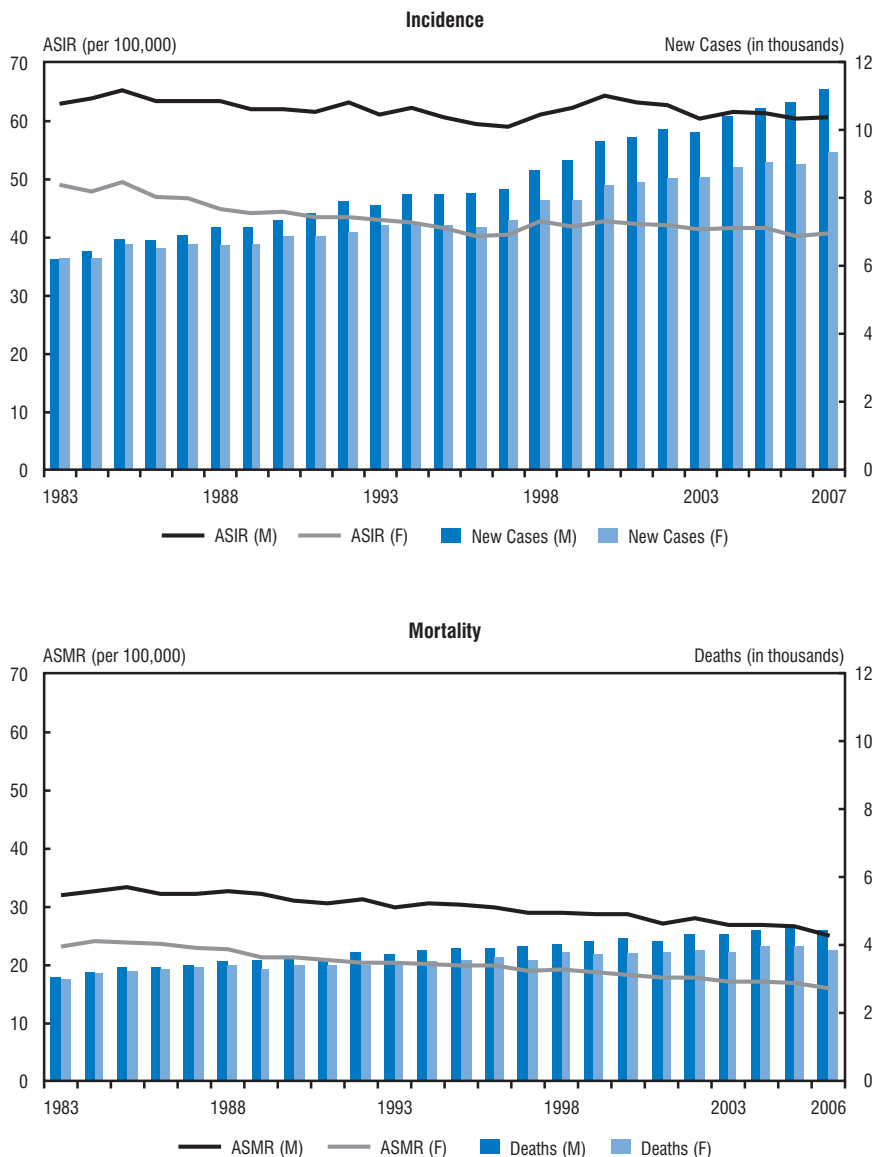 Incidence
ASIR (per 100,000) New Cases (in thousands)
70 12
60 10
50 8
40 6
30 4
20 2
10 0
0
1983 1988 1993 1998 2003 2007
ASIR (M) ASIR (F) New Cases (M) New Cases (F)
Mortality
ASMR (per 100,000) Deaths (in thousands)
70 12
60 10
50 8
40 6
30 4
20 2
10 0
0
1983 1988 1993 1998 2003 2006
ASMR (M) ASMR (F) Deaths (M) Deaths (F)